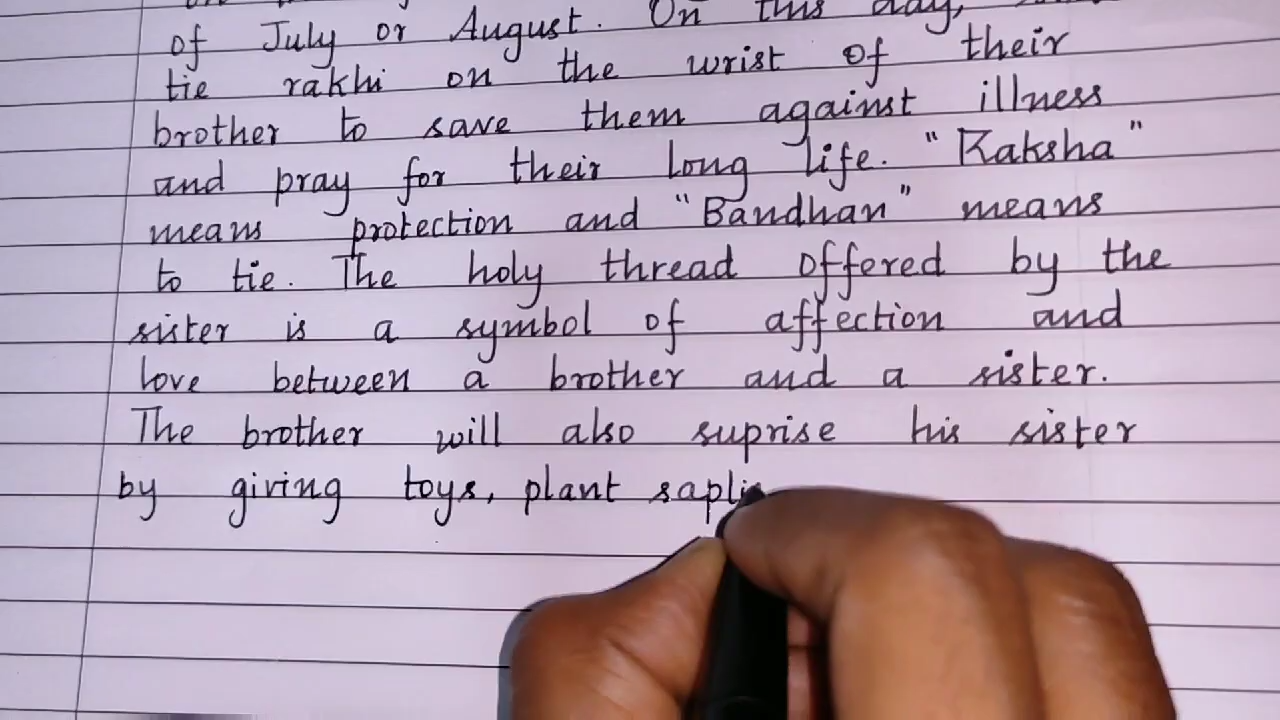 of July or August. On this day,
tie rakhi on the wrist of their
brother to save them against illness
and pray for their long life. "Raksha"
means protection and "Bandhan" means
to tie. The holy thread offered by the
sister is a symbol of affection and
love between a brother and a sister.
The brother will also suprise his sister
by giving toys, plant sapli